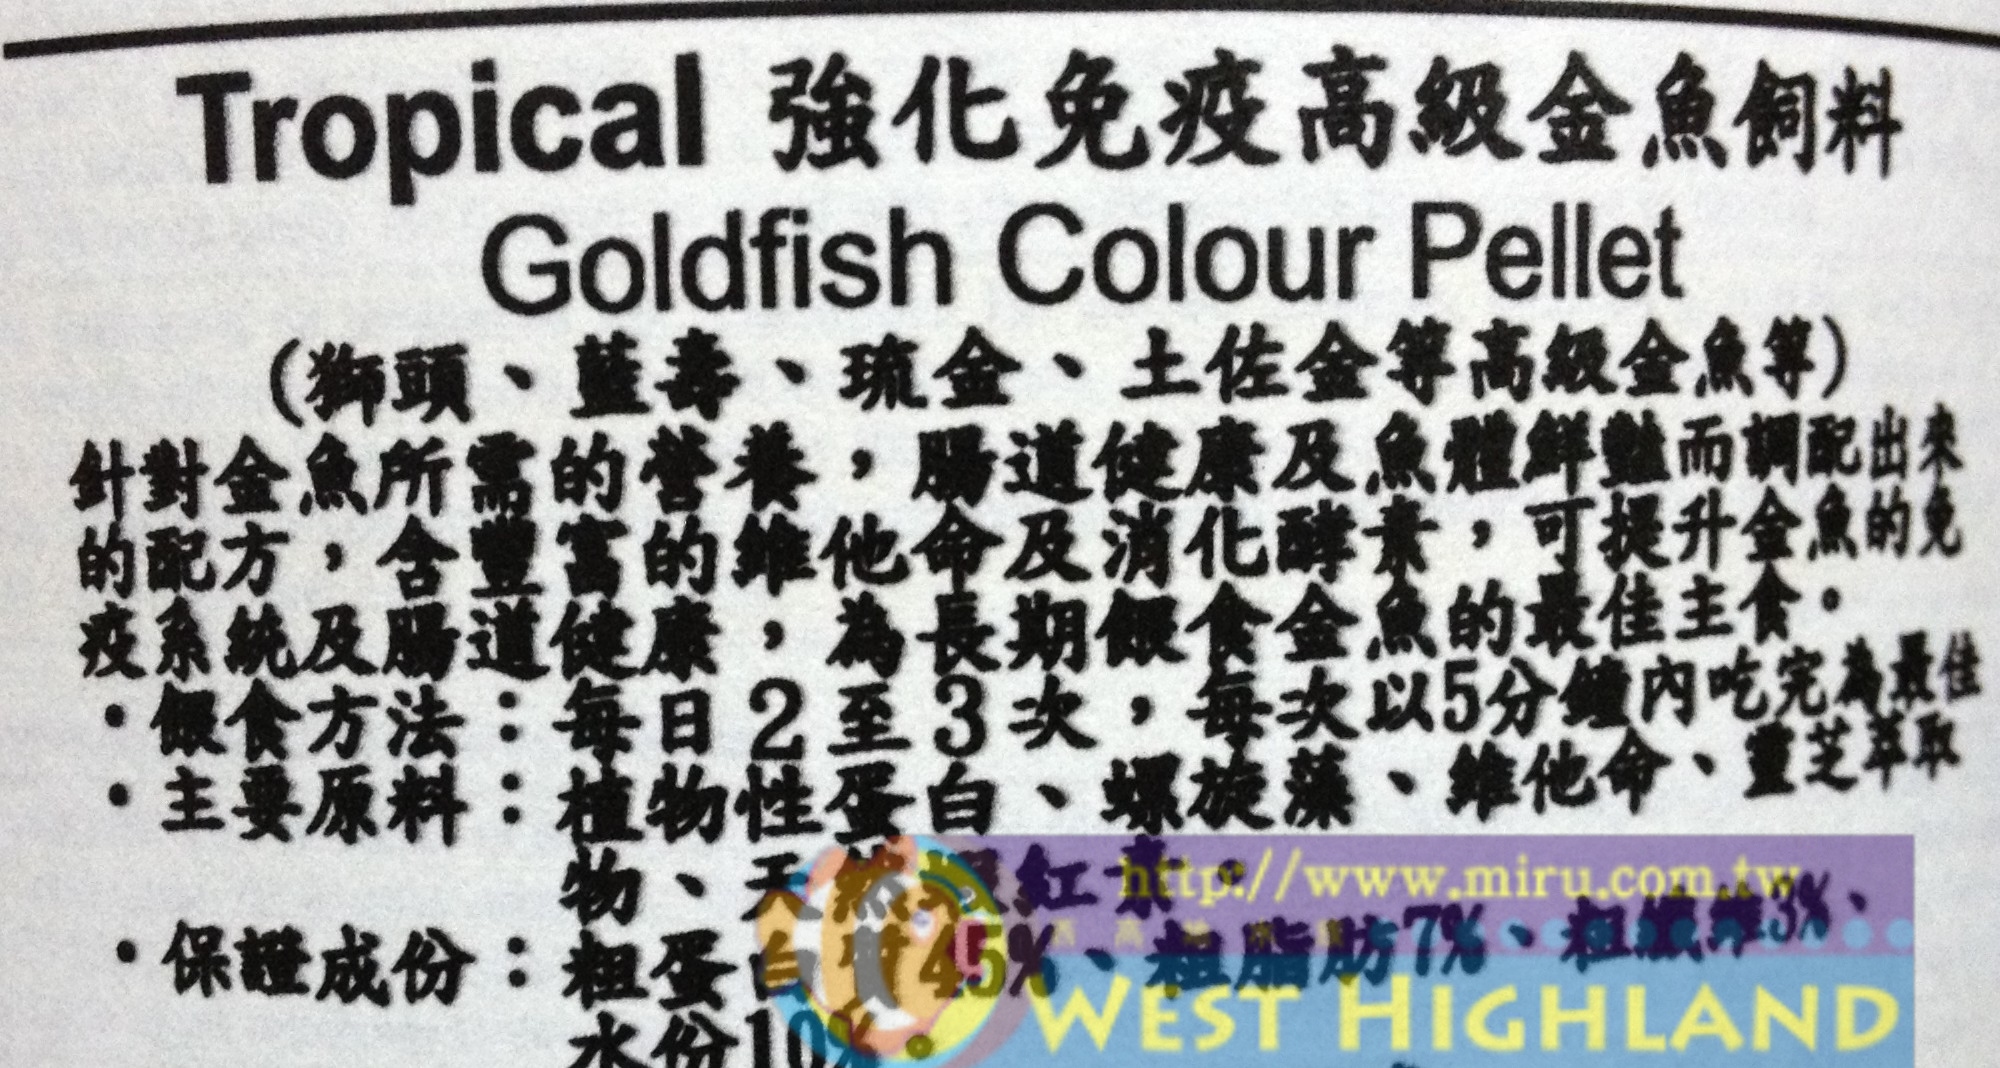 Tropical 強化免疫高級金魚飼料
Goldfish Colour Pellet
(獅頭、藍壽、琉金、土佐金等高級金魚等)
針對金魚所需的營養，腸道健康及魚體鮮豔而調配出來
的配方，含豐富的維他命及消化酵素，可提升金魚的免
疫系統及腸道健康，為長期餵食金魚的最佳主食。
·餵食方法：每日2至3次，每次以5分鐘內吃完為最佳
·主要原料：植物性蛋白、螺旋藻、維他命、靈芝萃取
物、天然蝦紅素。
http://www.miru.com.tw
·保證成份：粗蛋白質45%、粗脂肪7%、粗纖維3%、
水份10%。
WEST HIGHLAND